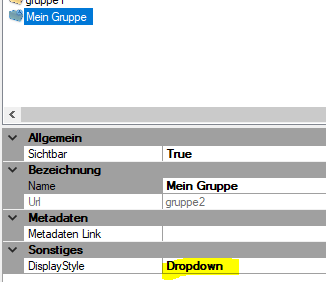 gruppe1
Mein Gruppe
Allgemein
Sichtbar True
Bezeichnung
Name Mein Gruppe
Url gruppe2
Metadaten
Metadaten Link
Sonstiges
DisplayStyle Dropdown